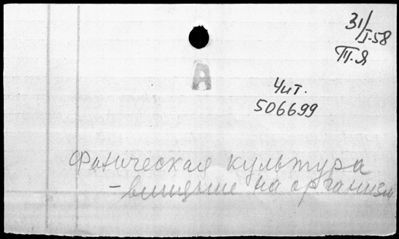 31/I-58
Т.Я
А
Чит.
506699
Физическая культура
- влияние на организм